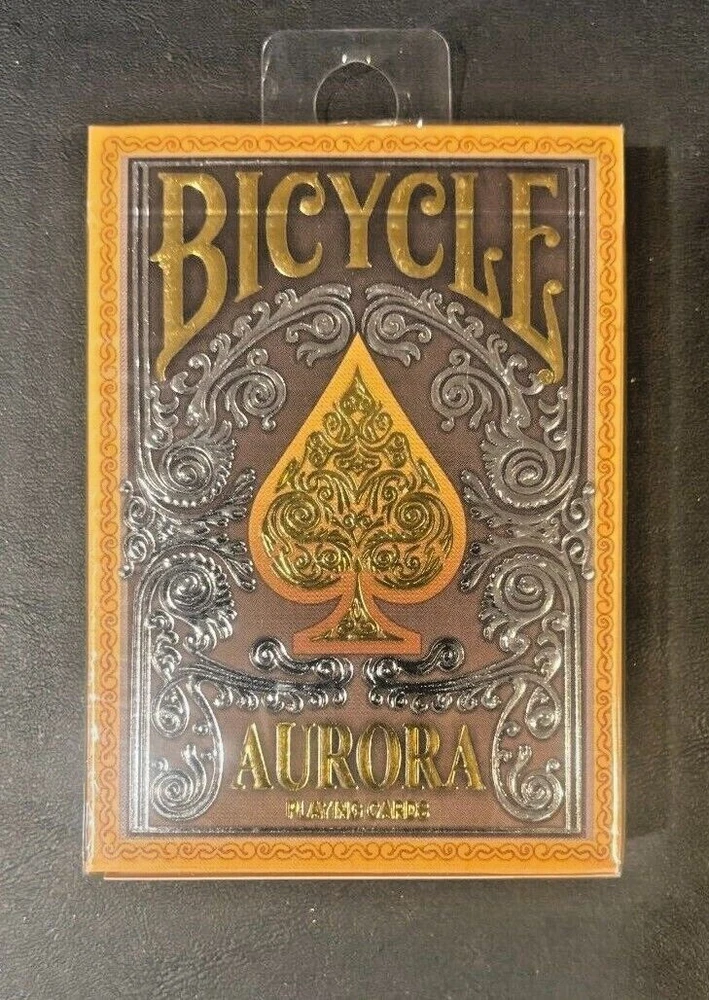 BICYCLE
®
AURORA
PLAYING CARDS